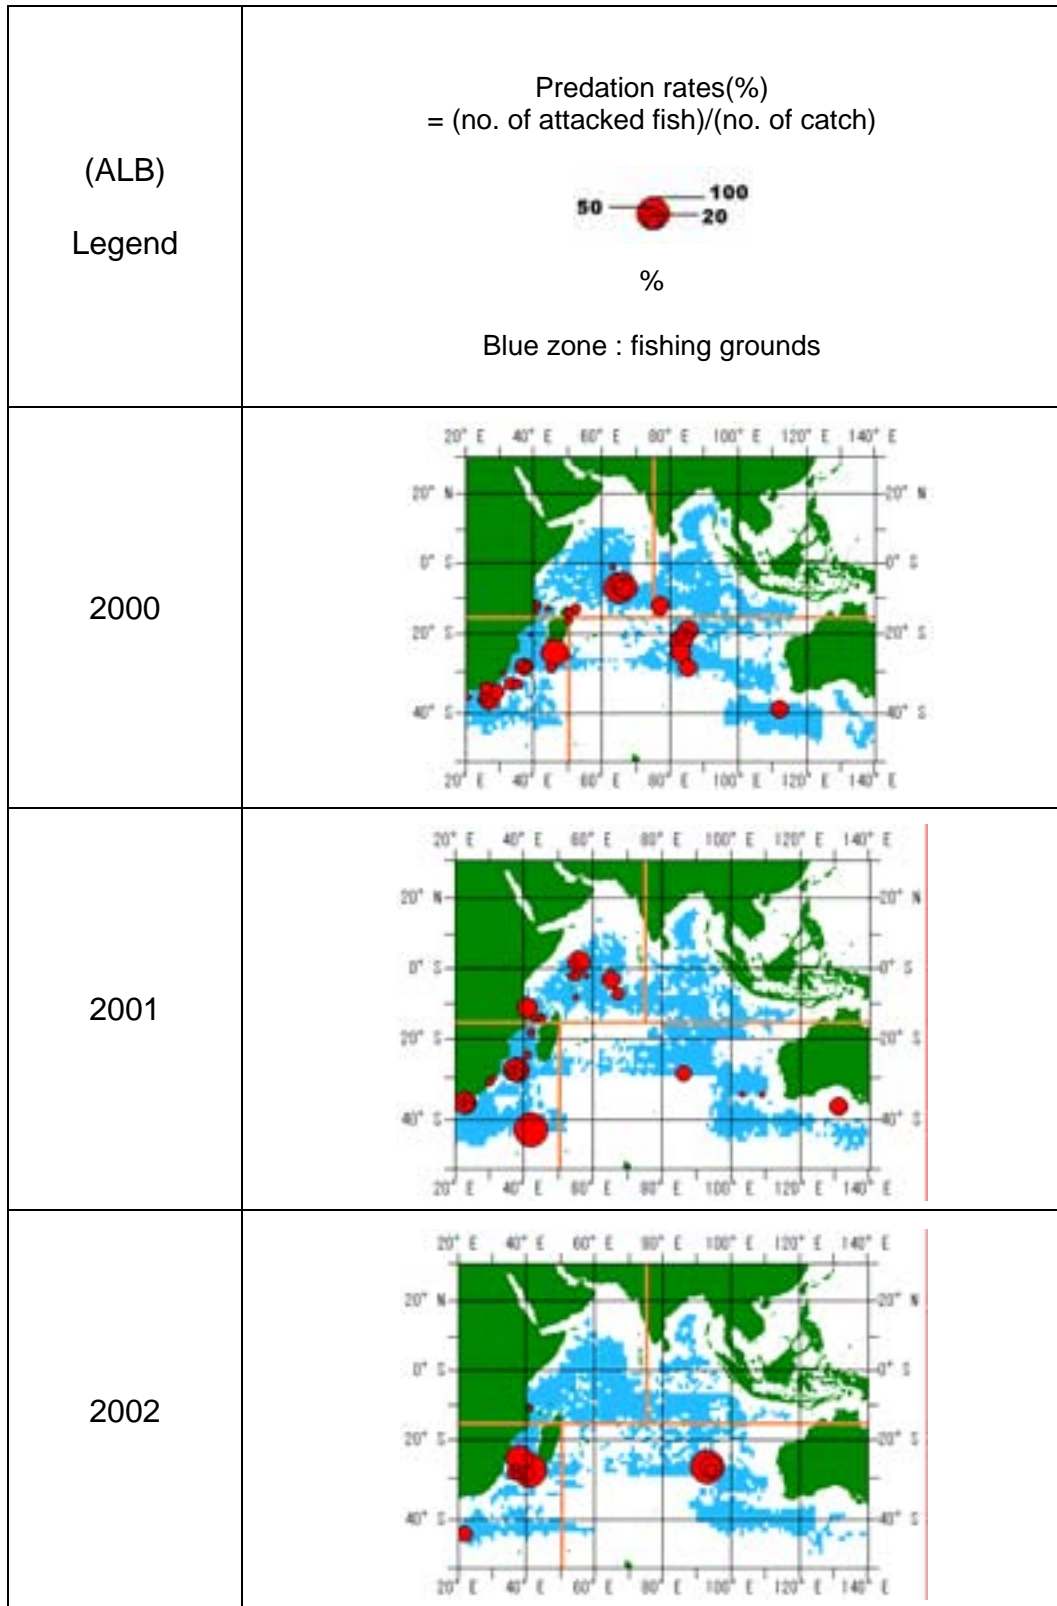 (ALB)
Legend
Predation rates(%)
= (no. of attacked fish)/(no. of catch)
50 100
20
%
Blue zone : fishing grounds
2000
20° E 40° E 60° E 80° E 100° E 120° E 140° E
20° N 20° N
0° S 0° S
20° S 20° S
40° S 40° S
20° E 40° E 60° E 80° E 100° E 120° E 140° E
2001
20° E 40° E 60° E 80° E 100° E 120° E 140° E
20° N 20° N
0° S 0° S
20° S 20° S
40° S 40° S
20° E 40° E 60° E 80° E 100° E 120° E 140° E
2002
20° E 40° E 60° E 80° E 100° E 120° E 140° E
20° N 20° N
0° S 0° S
20° S 20° S
40° S 40° S
20° E 40° E 60° E 80° E 100° E 120° E 140° E